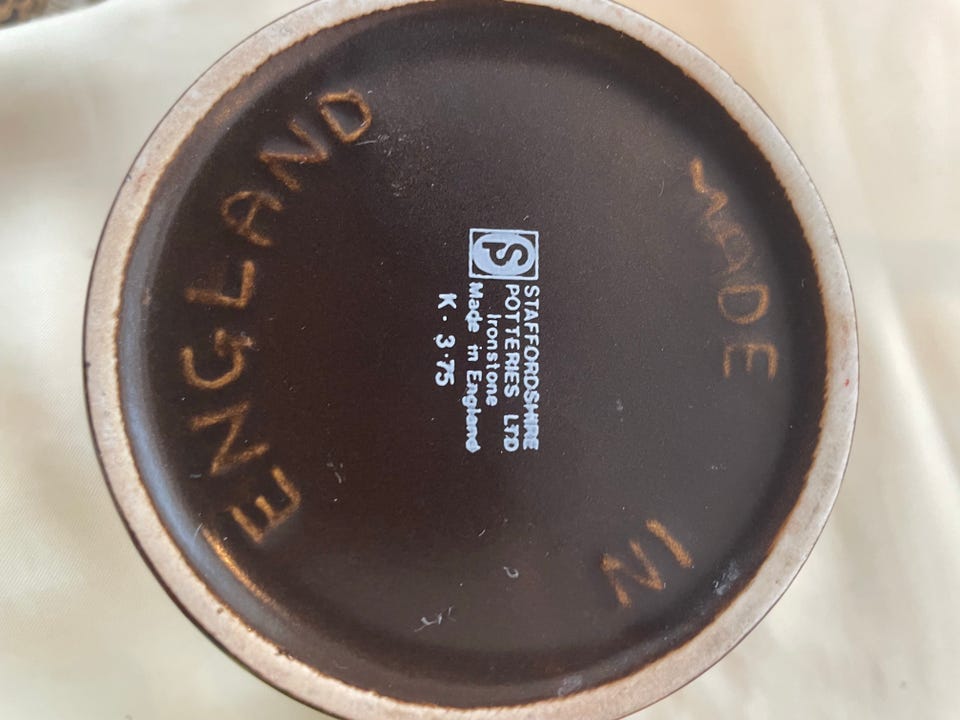 MADE IN ENGLAND
SP
STAFFORDSHIRE
POTTERIES LTD
Ironstone
Made in England
K. 3.75